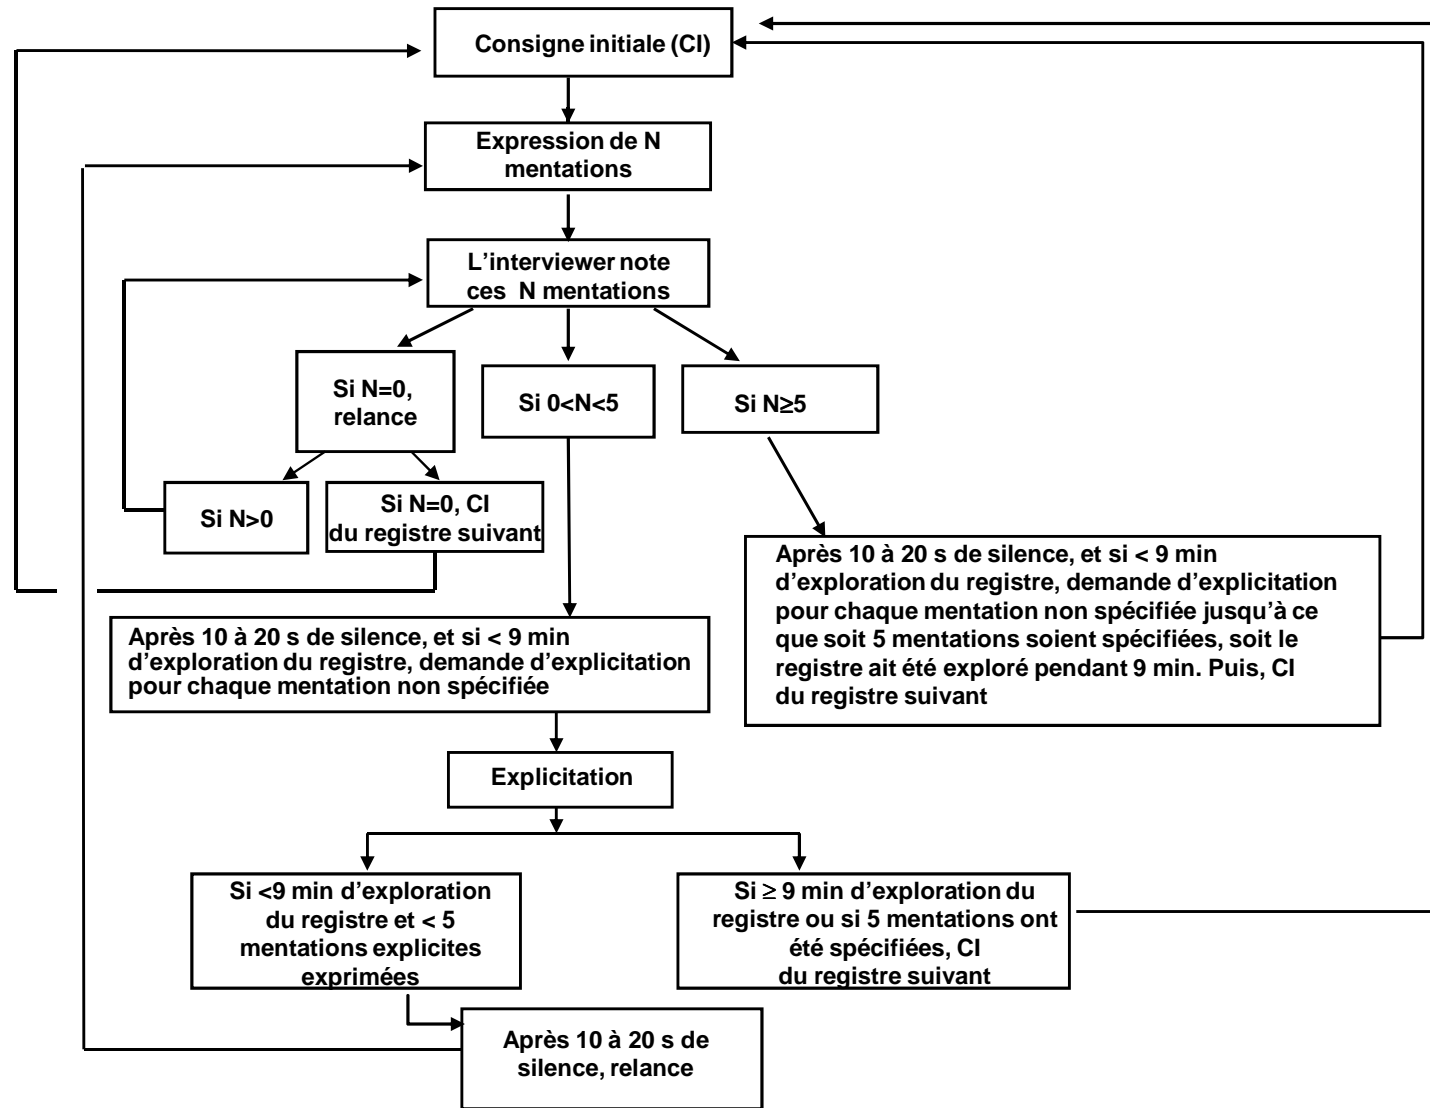 Consigne initiale (CI)
Expression de N
mentations
L'interviewer note
ces N mentations
Si N=0,
relance
Si 0<N<5
Si N≥5
Si N>0
Si N=0, CI
du registre suivant
Après 10 à 20 s de silence, et si < 9 min
d'exploration du registre, demande d'explicitation
pour chaque mentation non spécifiée jusqu'à ce
que soit 5 mentations soient spécifiées, soit le
registre ait été exploré pendant 9 min. Puis, CI
du registre suivant
Après 10 à 20 s de silence, et si < 9 min
d'exploration du registre, demande d'explicitation
pour chaque mentation non spécifiée
Explicitation
Si <9 min d'exploration
du registre et < 5
mentations explicites
exprimées
Si ≥ 9 min d'exploration du
registre ou si 5 mentations ont
été spécifiées, CI
du registre suivant
Après 10 à 20 s de
silence, relance